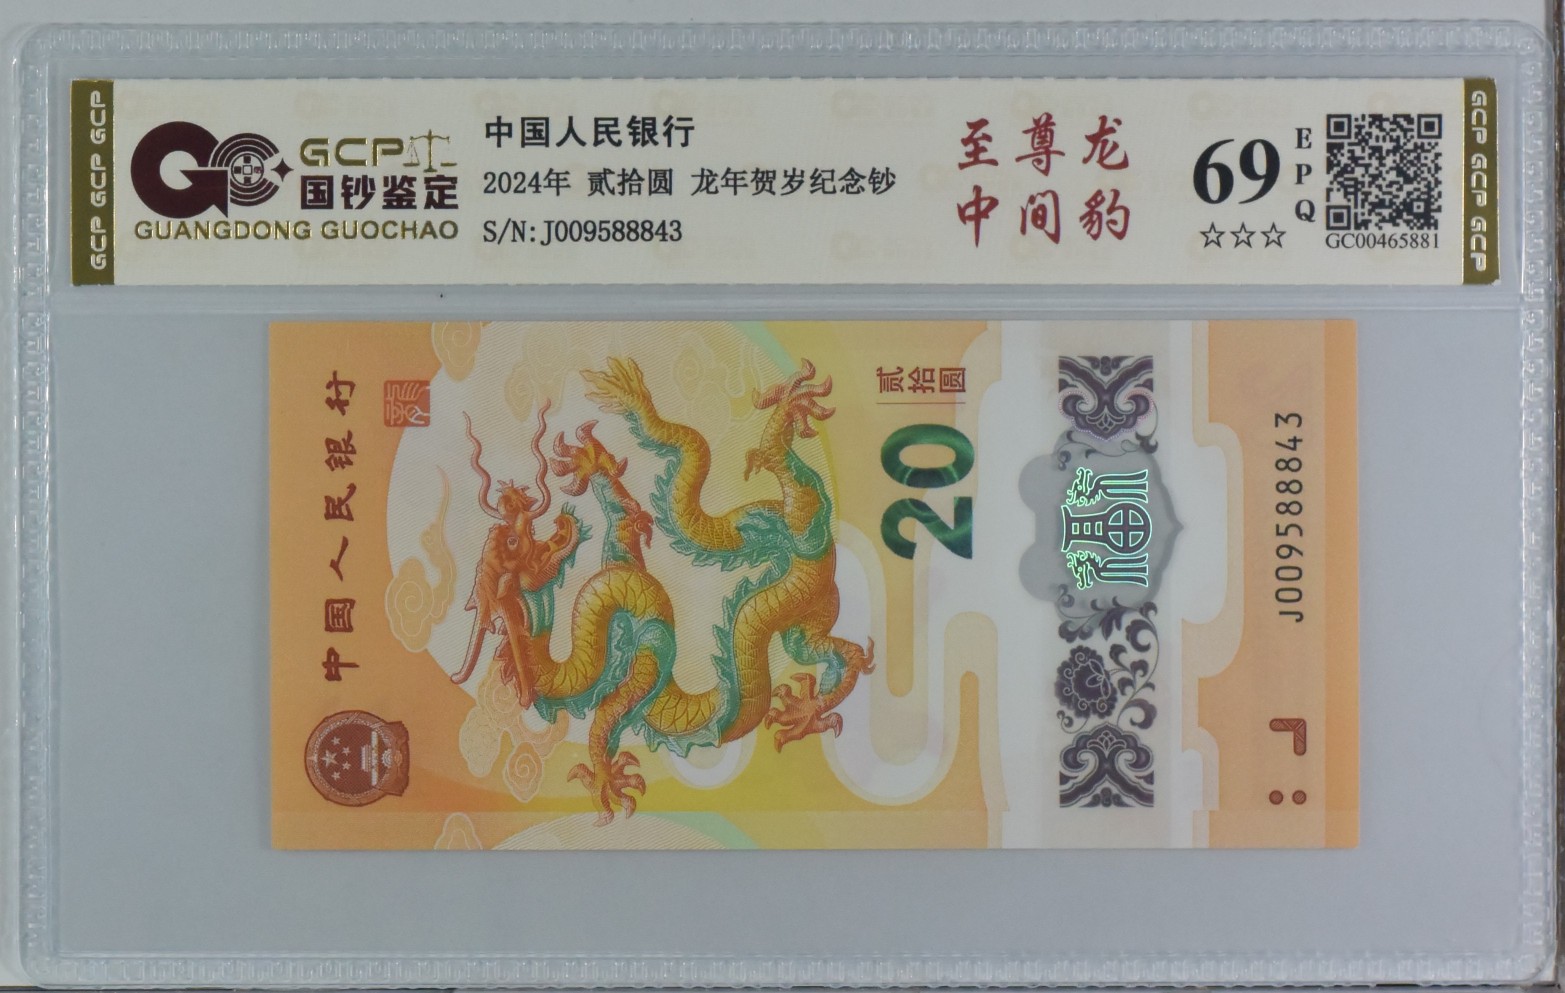 GCP GCP GCP
GCP
国钞鉴定
GUANGDONG GUOCHAO
中国人民银行
2024年 贰拾圆 龙年贺岁纪念钞
S/N:J009588843
至尊龙
中间豹
69
EPQ
☆☆☆
GC00465881
GCP GCP GCP
中国人民银行
贰拾圆
20
J009588843